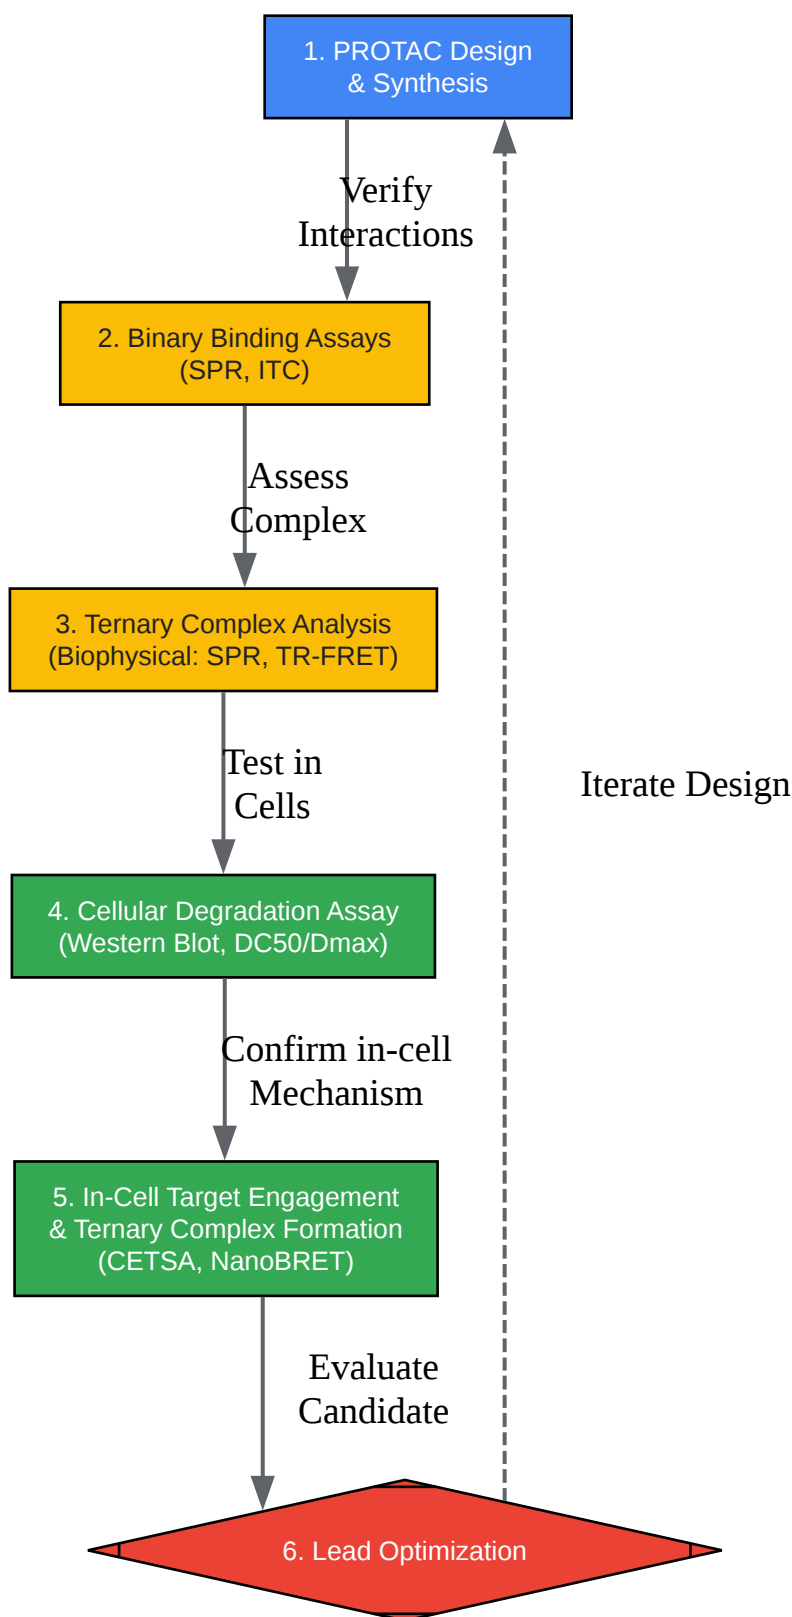 1. PROTAC Design
& Synthesis
Verify
Interactions
2. Binary Binding Assays
(SPR, ITC)
Assess
Complex
3. Ternary Complex Analysis
(Biophysical: SPR, TR-FRET)
Test in
Cells
Iterate Design
4. Cellular Degradation Assay
(Western Blot, DC50/Dmax)
Confirm in-cell
Mechanism
5. In-Cell Target Engagement
& Ternary Complex Formation
(CETSA, NanoBRET)
Evaluate
Candidate
6. Lead Optimization